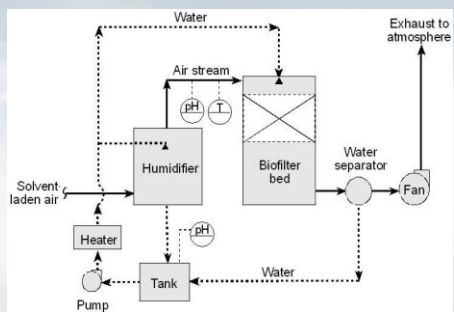 Water
Exhaust to
atmosphere
Air stream
pH
T
Humidifier
Biofilter
bed
Water
separator
Solvent
laden air
Fan
Heater
pH
Tank
Water
Pump